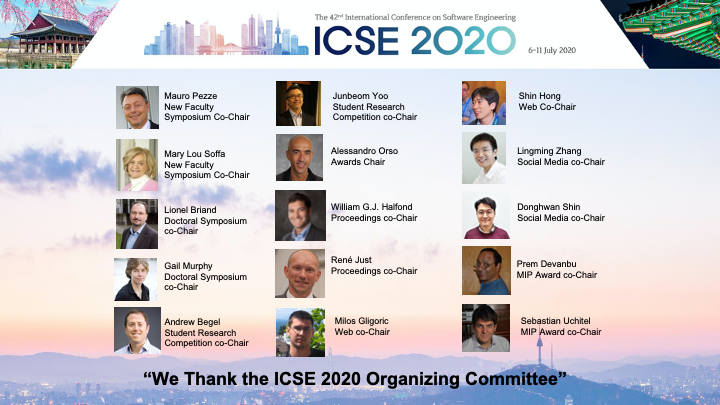 The 42nd International Conference on Software Engineering
ICSE 2020
6-11 July 2020
Mauro Pezze
New Faculty
Symposium Co-Chair
Junbeom Yoo
Student Research
Competition co-Chair
Shin Hong
Web Co-Chair
Mary Lou Soffa
New Faculty
Symposium Co-Chair
Alessandro Orso
Awards Chair
Lingming Zhang
Social Media co-Chair
Lionel Briand
Doctoral Symposium
co-Chair
William G.J. Halfond
Proceedings co-Chair
Donghwan Shin
Social Media co-Chair
Gail Murphy
Doctoral Symposium
co-Chair
René Just
Proceedings co-Chair
Prem Devanbu
MIP Award co-Chair
Andrew Begel
Student Research
Competition co-Chair
Milos Gligoric
Web co-Chair
Sebastian Uchitel
MIP Award co-Chair
“We Thank the ICSE 2020 Organizing Committee”